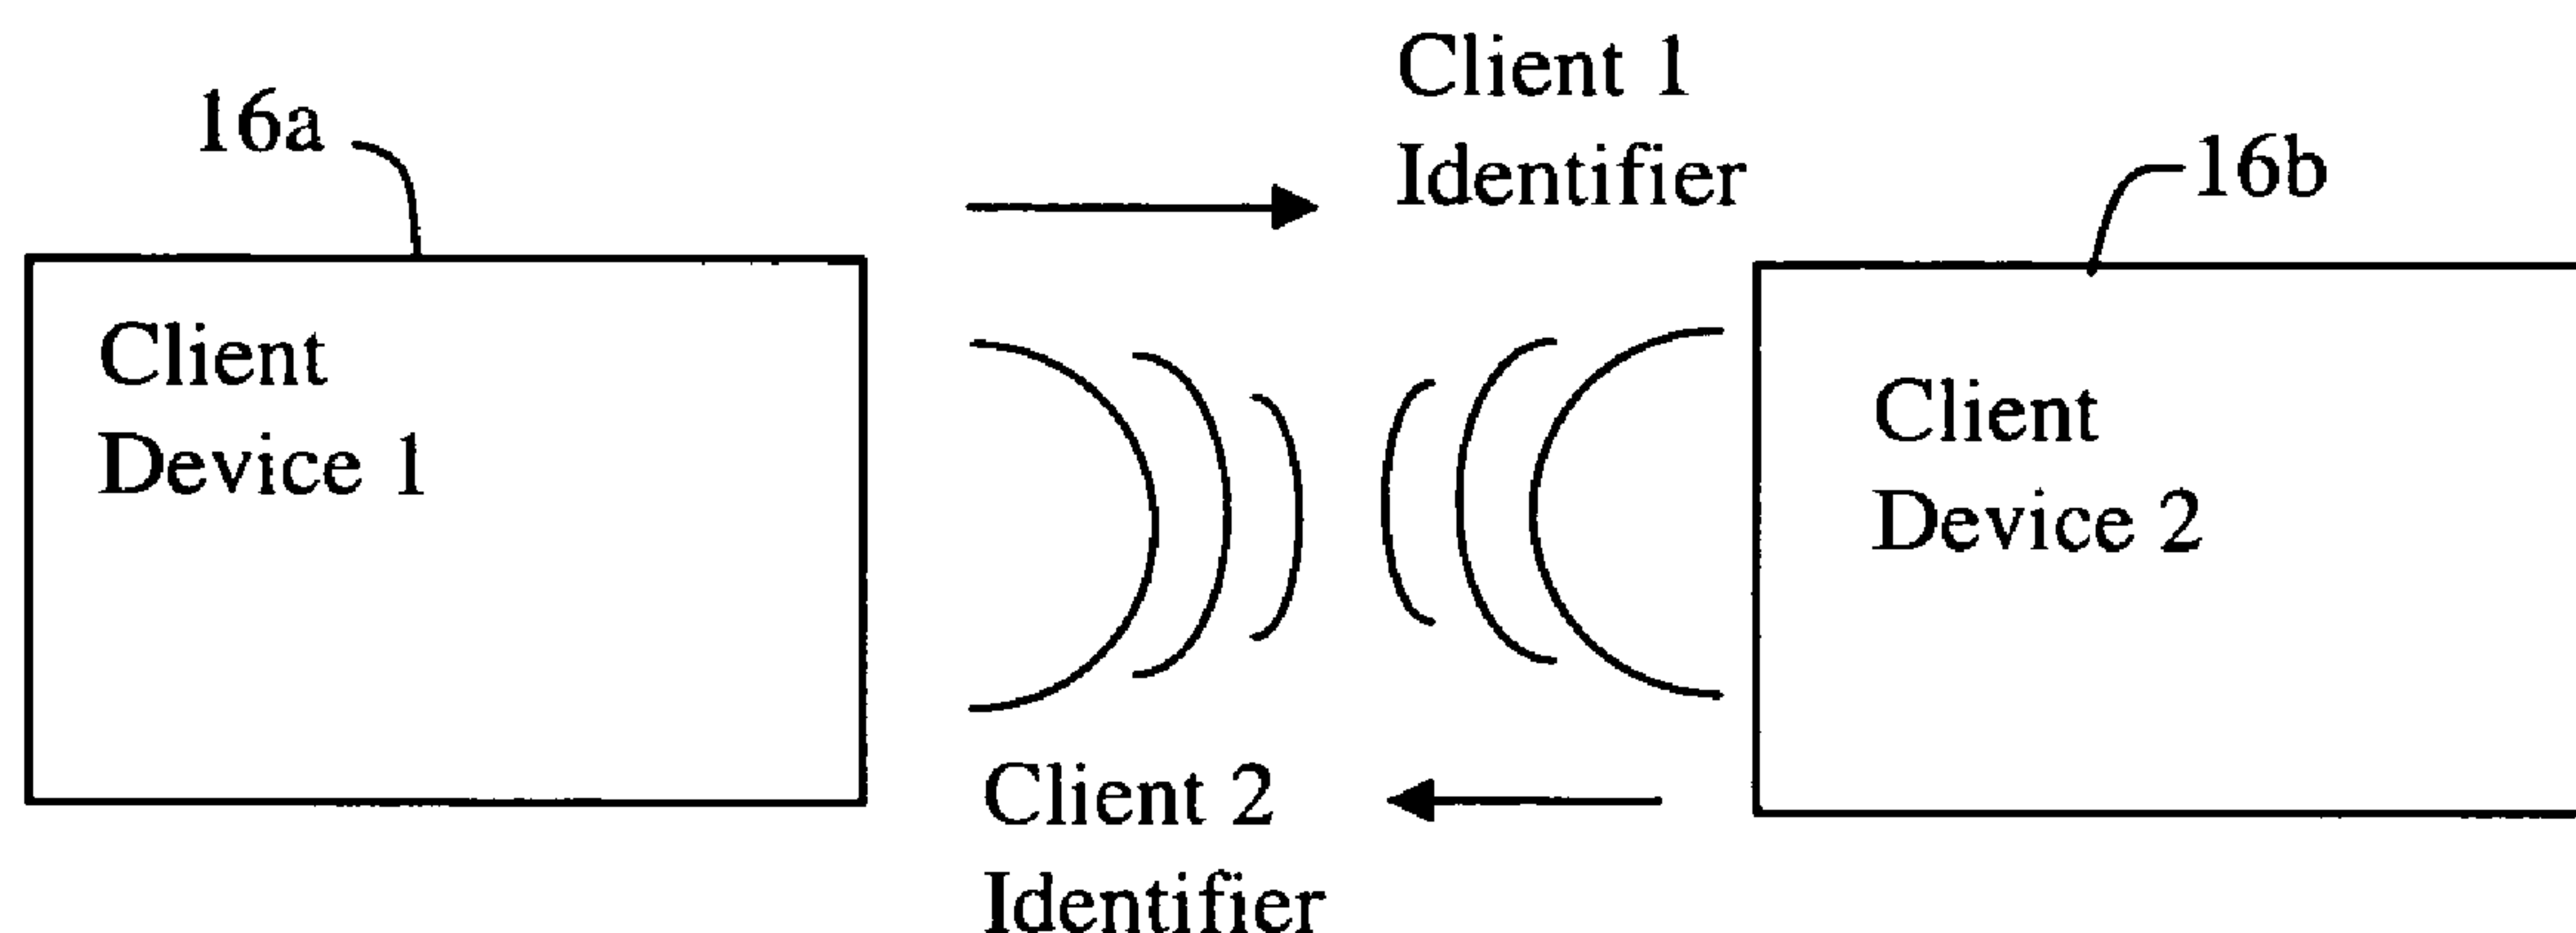 Client 1
Identifier
16a
16b
Client
Device 1
Client
Device 2
Client 2
Identifier